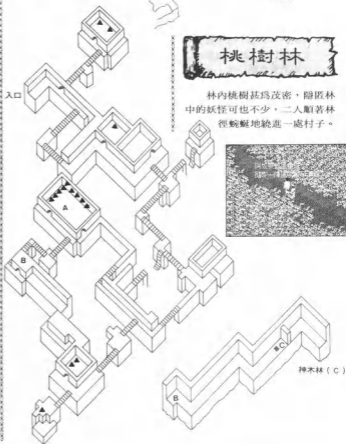 桃樹林
林內桃樹甚爲茂密，隱匿林
中的妖怪可也不少，二人順著林
徑蜿蜒地繞進一處村子。
入口
A
B
B
C
神木林（C）